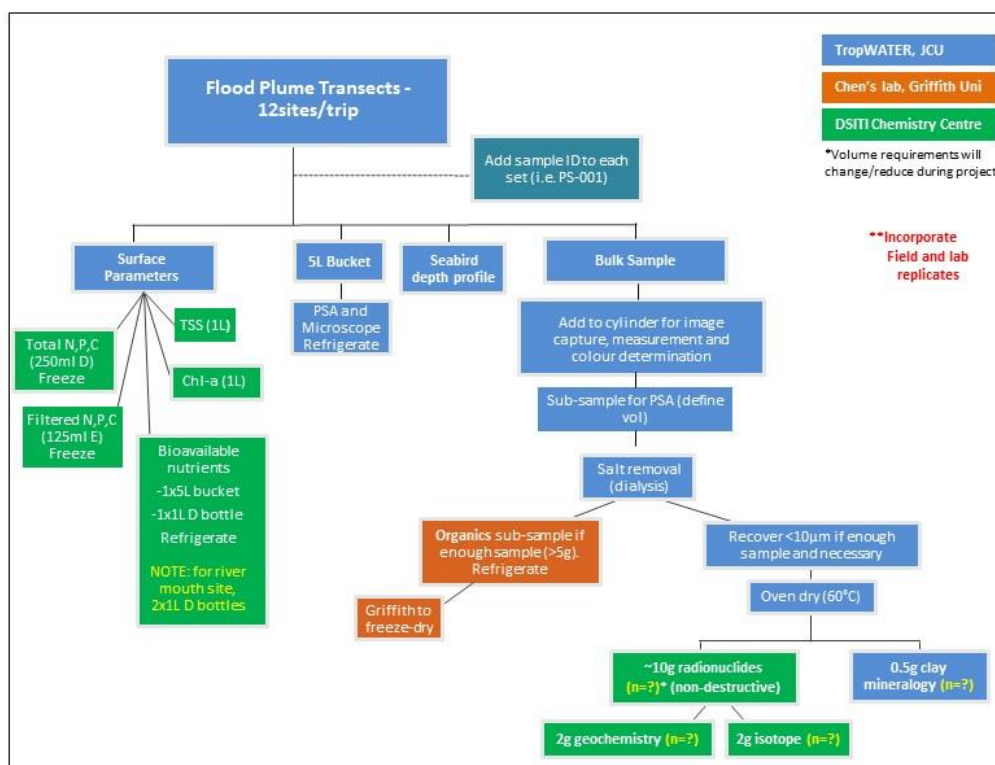 Flood Plume Transects -
12sites/trip
TropWATER, JCU
Chen's lab, Griffith Uni
DSITI Chemistry Centre
*Volume requirements will
change/reduce during project
**Incorporate
Field and lab
replicates
Add sample ID to each
set (i.e. PS-001)
Surface
Parameters
5L Bucket
Seabird
depth profile
Bulk Sample
TSS (1L)
Total N,P,C
(250ml D)
Freeze
Chl-a (1L)
Filtered N,P,C
(125ml E)
Freeze
Bioavailable
nutrients
-1x5L bucket
-1x1L D bottle
Refrigerate
NOTE: for river
mouth site,
2x1L D bottles
PSA and
Microscope
Refrigerate
Add to cylinder for image
capture, measurement and
colour determination
Sub-sample for PSA (define
vol)
Salt removal
(dialysis)
Organics sub-sample if
enough sample (>5g).
Refrigerate
Griffith to
freeze-dry
Recover <10µm if enough
sample and necessary
Oven dry (60°C)
~10g radionuclides
(n=?)* (non-destructive)
0.5g clay
mineralogy (n=?)
2g geochemistry (n=?)
2g isotope (n=?)